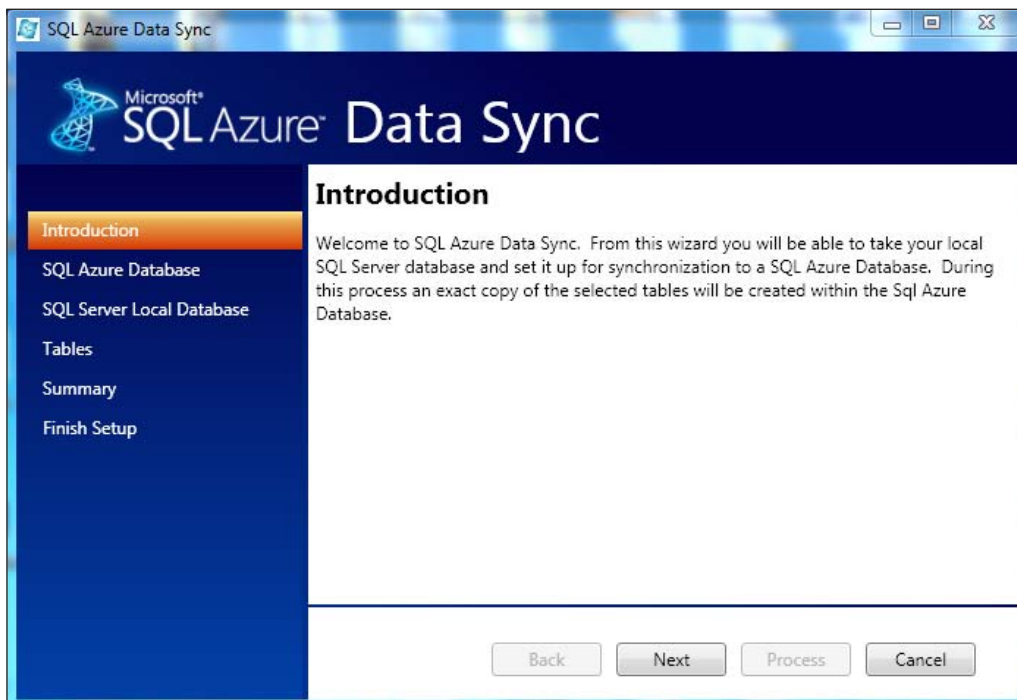 SQL Azure Data Sync
Microsoft®
SQL Azure™ Data Sync
Introduction
SQL Azure Database
SQL Server Local Database
Tables
Summary
Finish Setup
Introduction
Welcome to SQL Azure Data Sync. From this wizard you will be able to take your local
SQL Server database and set it up for synchronization to a SQL Azure Database. During
this process an exact copy of the selected tables will be created within the Sql Azure
Database.
Back
Next
Process
Cancel